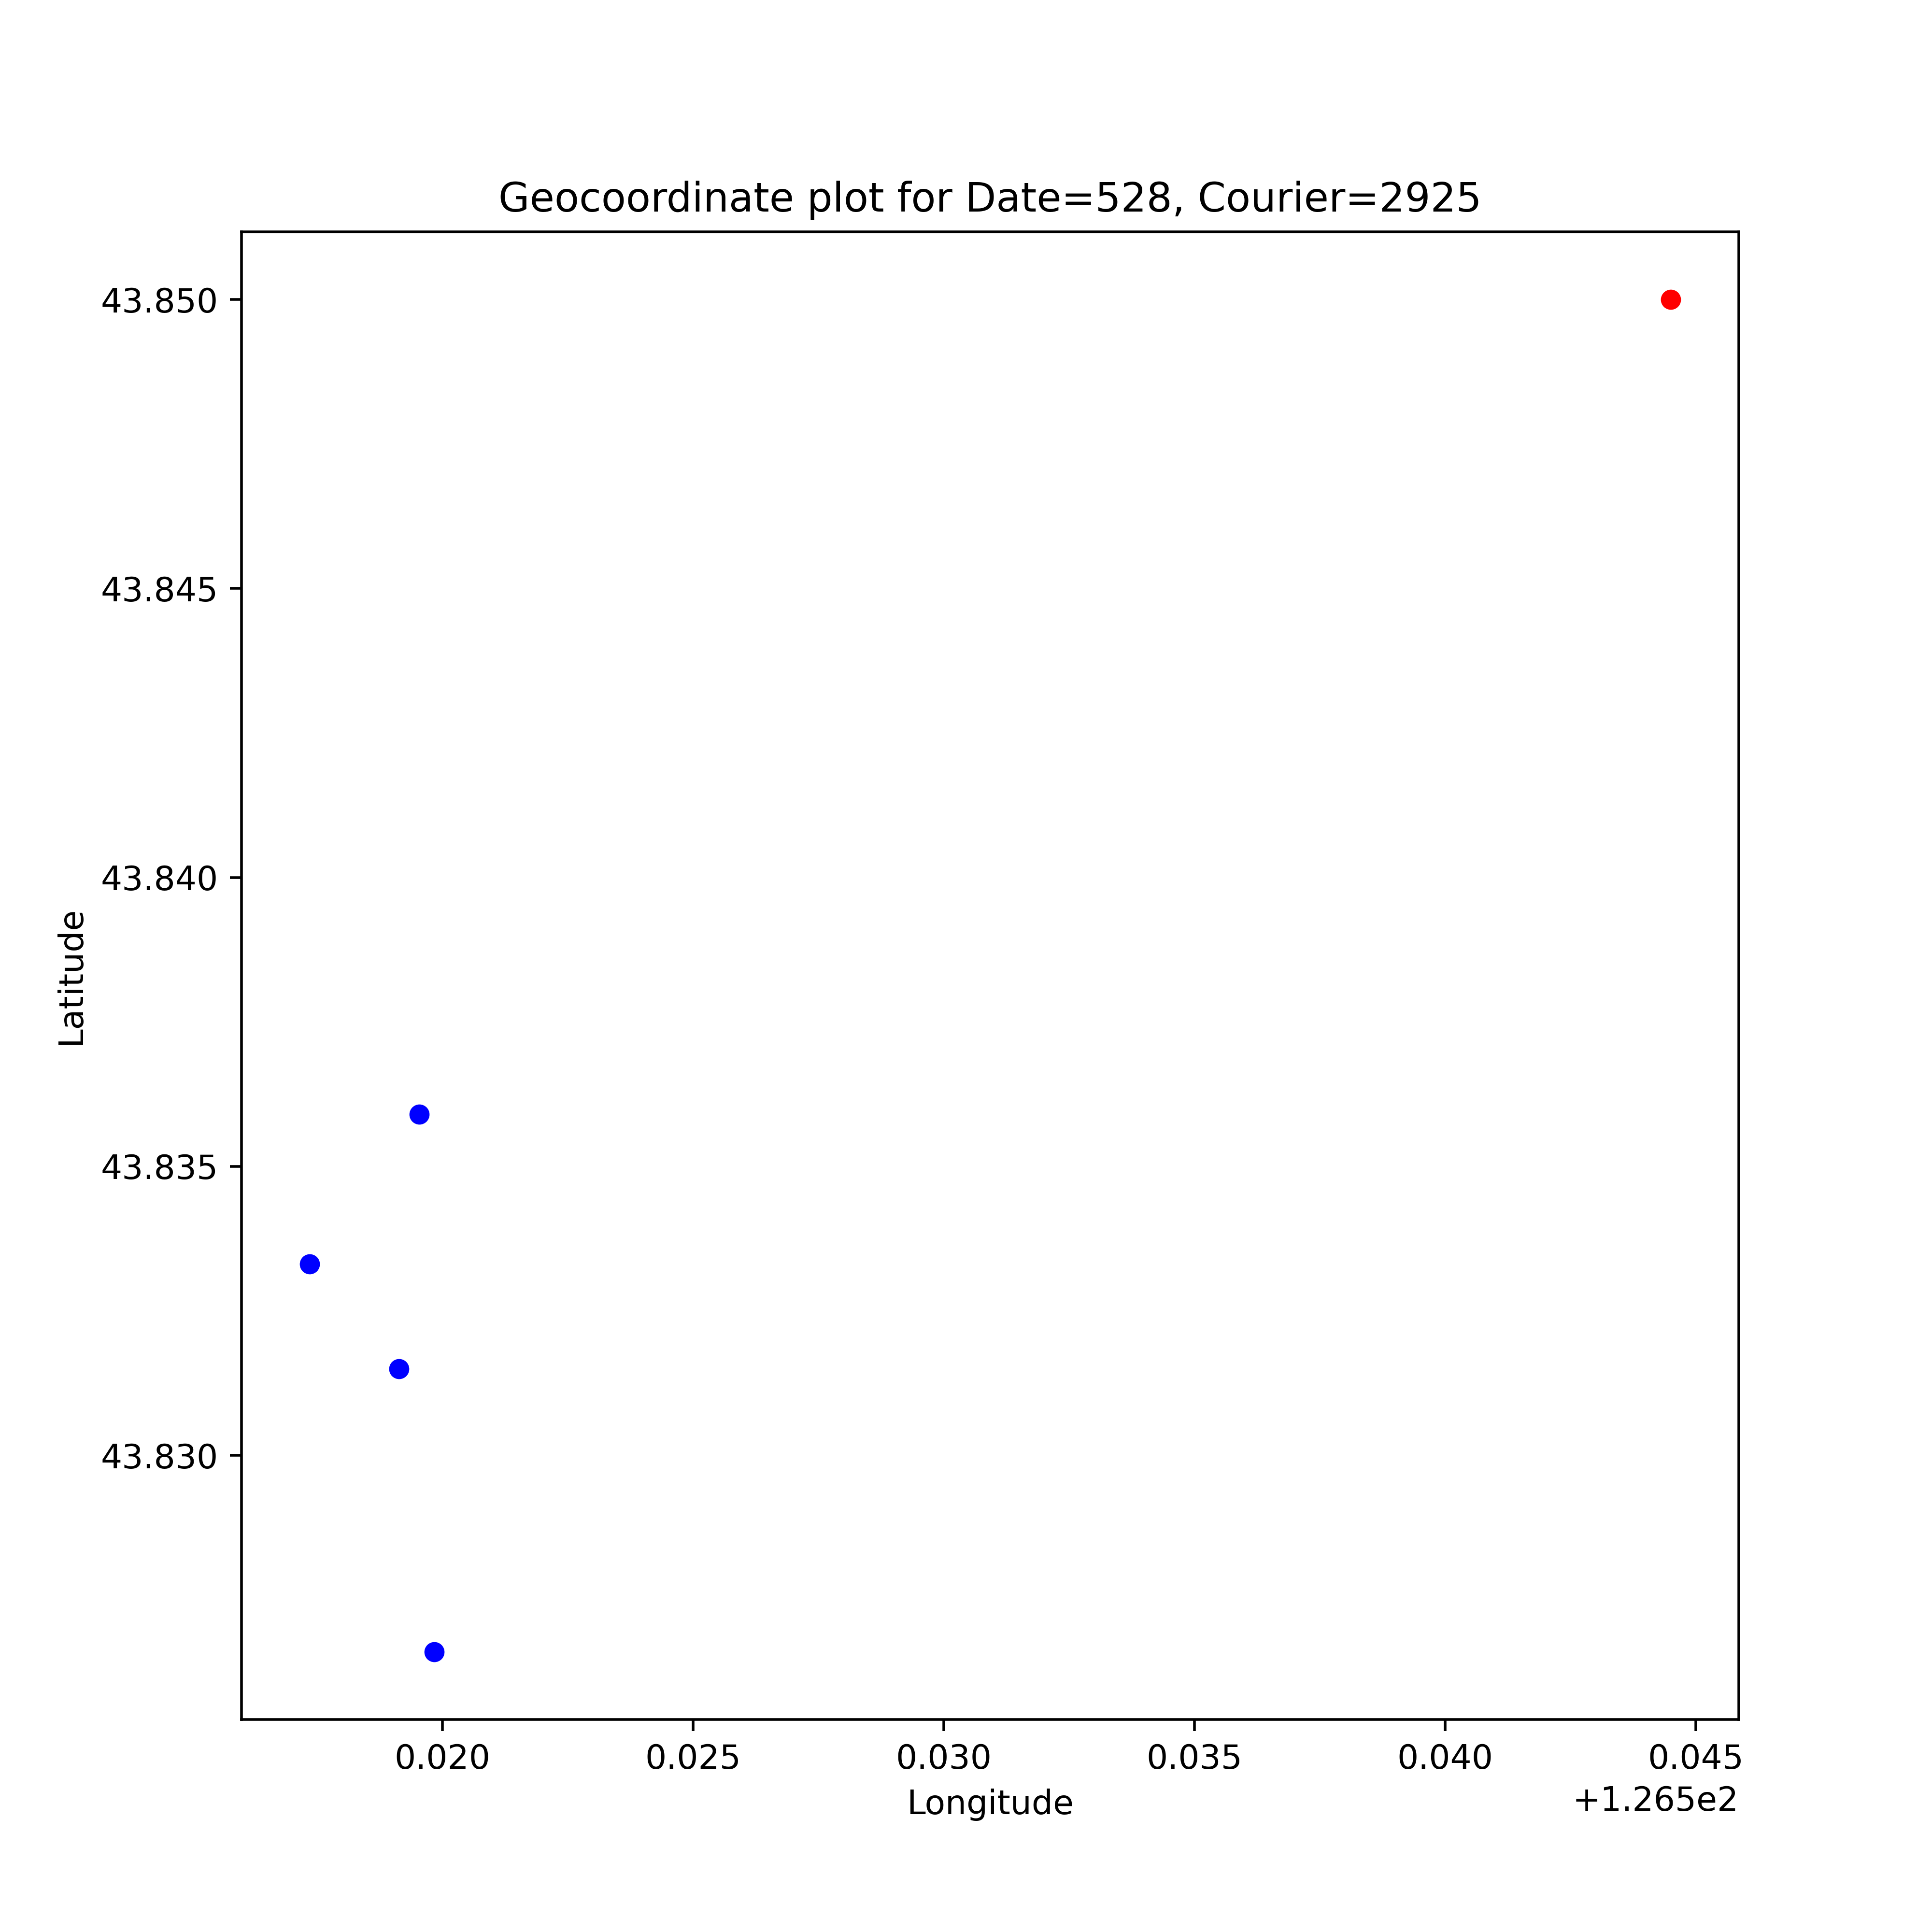 Geocoordinate plot for Date=528, Courier=2925
43.850
43.845
43.840
43.835
43.830
Latitude
0.020 0.025 0.030 0.035 0.040 0.045
+1.265e2
Longitude